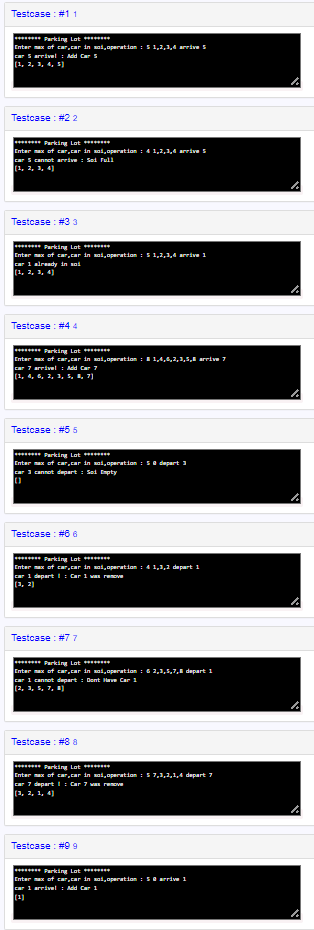 Testcase : #1 1
******** Parking Lot ********
Enter max of car,car in soi,operation : 5 1,2,3,4 arrive 5
car 5 arrive! : Add Car 5
[1, 2, 3, 4, 5]
Testcase : #2 2
******** Parking Lot ********
Enter max of car,car in soi,operation : 4 1,2,3,4 arrive 5
car 5 cannot arrive : Soi Full
[1, 2, 3, 4]
Testcase : #3 3
******** Parking Lot ********
Enter max of car,car in soi,operation : 5 1,2,3,4 arrive 1
car 1 already in soi
[1, 2, 3, 4]
Testcase : #4 4
******** Parking Lot ********
Enter max of car,car in soi,operation : 8 1,4,6,2,3,5,8 arrive 7
car 7 arrive! : Add Car 7
[1, 4, 6, 2, 3, 5, 8, 7]
Testcase : #5 5
******** Parking Lot ********
Enter max of car,car in soi,operation : 5 0 depart 3
car 3 cannot depart : Soi Empty
[]
Testcase : #6 6
******** Parking Lot ********
Enter max of car,car in soi,operation : 4 1,3,2 depart 1
car 1 depart ! : Car 1 was remove
[3, 2]
Testcase : #7 7
******** Parking Lot ********
Enter max of car,car in soi,operation : 6 2,3,5,7,8 depart 1
car 1 cannot depart : Dont Have Car 1
[2, 3, 5, 7, 8]
Testcase : #8 8
******** Parking Lot ********
Enter max of car,car in soi,operation : 5 7,3,2,1,4 depart 7
car 7 depart ! : Car 7 was remove
[3, 2, 1, 4]
Testcase : #9 9
******** Parking Lot ********
Enter max of car,car in soi,operation : 5 0 arrive 1
car 1 arrive! : Add Car 1
[1]